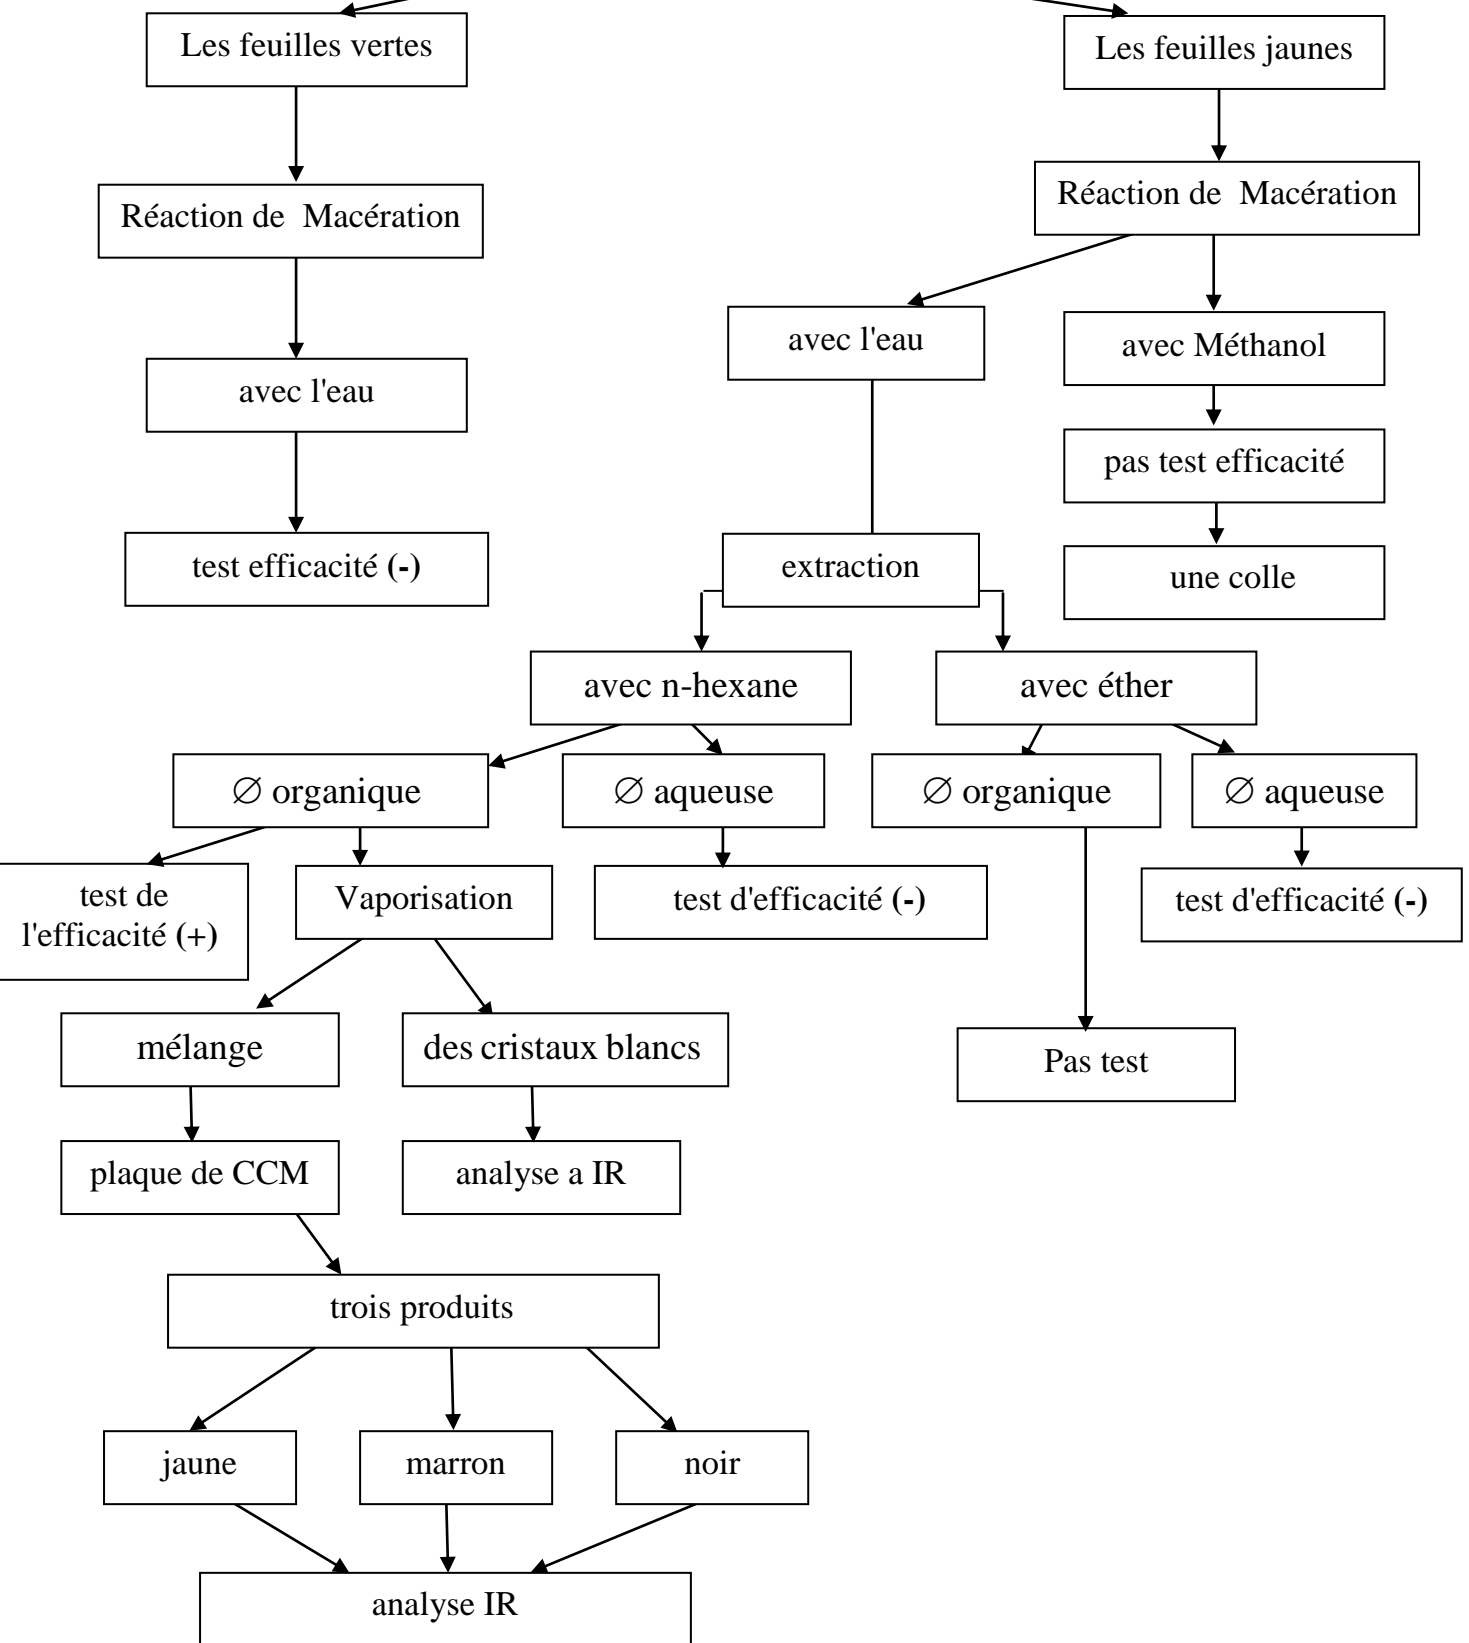 Les feuilles vertes
Les feuilles jaunes
Réaction de Macération
Réaction de Macération
avec l'eau
avec Méthanol
avec l'eau
pas test efficacité
test efficacité (-)
extraction
une colle
avec n-hexane
avec éther
∅ organique
∅ aqueuse
∅ organique
∅ aqueuse
test de
l'efficacité (+)
Vaporisation
test d'efficacité (-)
test d'efficacité (-)
mélange
des cristaux blancs
Pas test
plaque de CCM
analyse a IR
trois produits
jaune
marron
noir
analyse IR